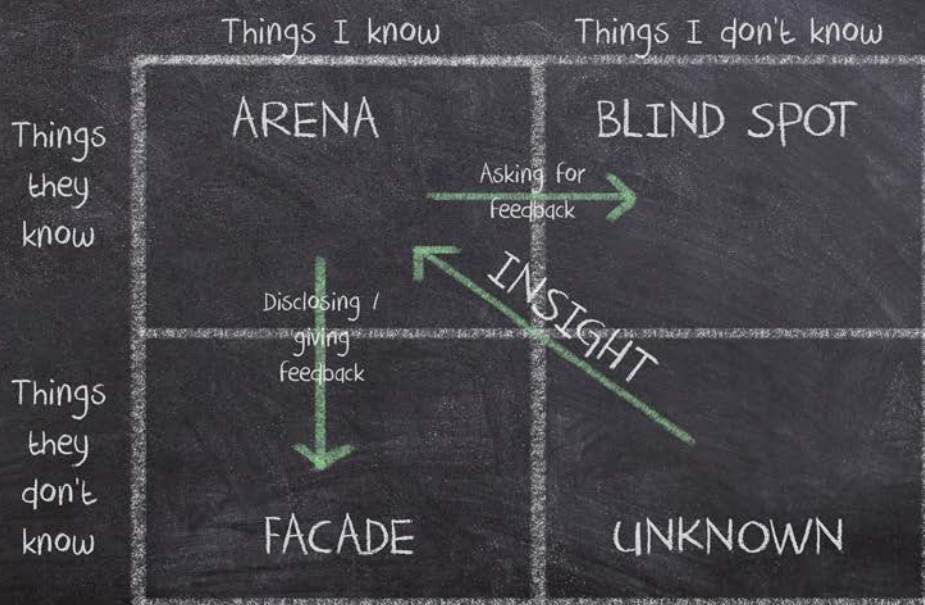 Things I know
Things I don't know
Things
they
know
ARENA
BLIND SPOT
Asking for
feedback
INSIGHT
Disclosing /
giving
feedback
Things
they
don't
know
FACADE
UNKNOWN